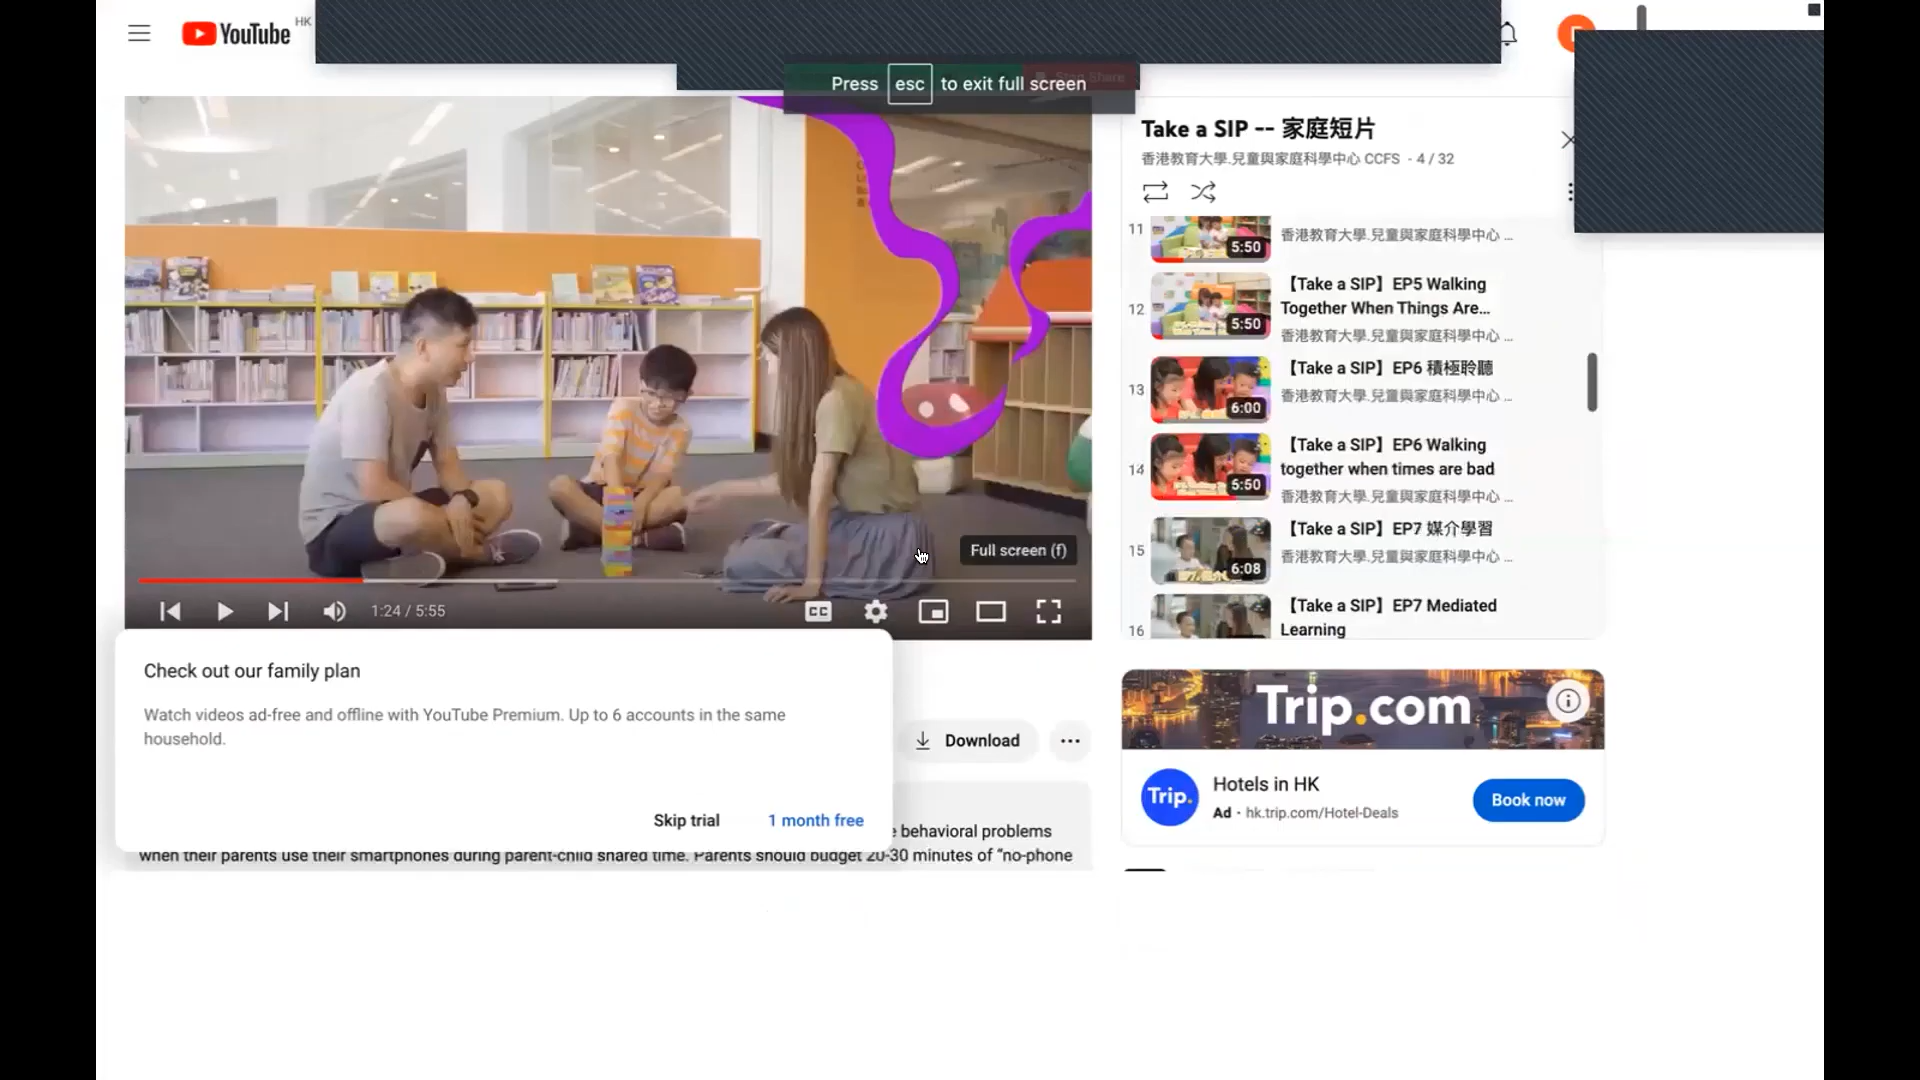 YouTube HK
Press esc to exit full screen
Take a SIP -- 家庭短片
香港教育大學.兒童與家庭科學中心 CCFS - 4 / 32
11
5:50
香港教育大學.兒童與家庭科學中心 ...
12
5:50
【Take a SIP】EP5 Walking
Together When Things Are...
香港教育大學.兒童與家庭科學中心 ...
13
6:00
【Take a SIP】EP6 積極聆聽
香港教育大學.兒童與家庭科學中心 ...
14
5:50
【Take a SIP】EP6 Walking
together when times are bad
香港教育大學.兒童與家庭科學中心 ...
15
6:08
【Take a SIP】EP7 媒介學習
香港教育大學.兒童與家庭科學中心 ...
16
【Take a SIP】EP7 Mediated
Learning
Full screen (f)
1:24 / 5:55
CC
Check out our family plan
Watch videos ad-free and offline with YouTube Premium. Up to 6 accounts in the same
household.
Skip trial
1 month free
Download
behavioral problems
when their parents use their smartphones during parent-child shared time. Parents should budget 20-30 minutes of “no-phone
Trip.com
Trip.
Hotels in HK
Ad · hk.trip.com/Hotel-Deals
Book now